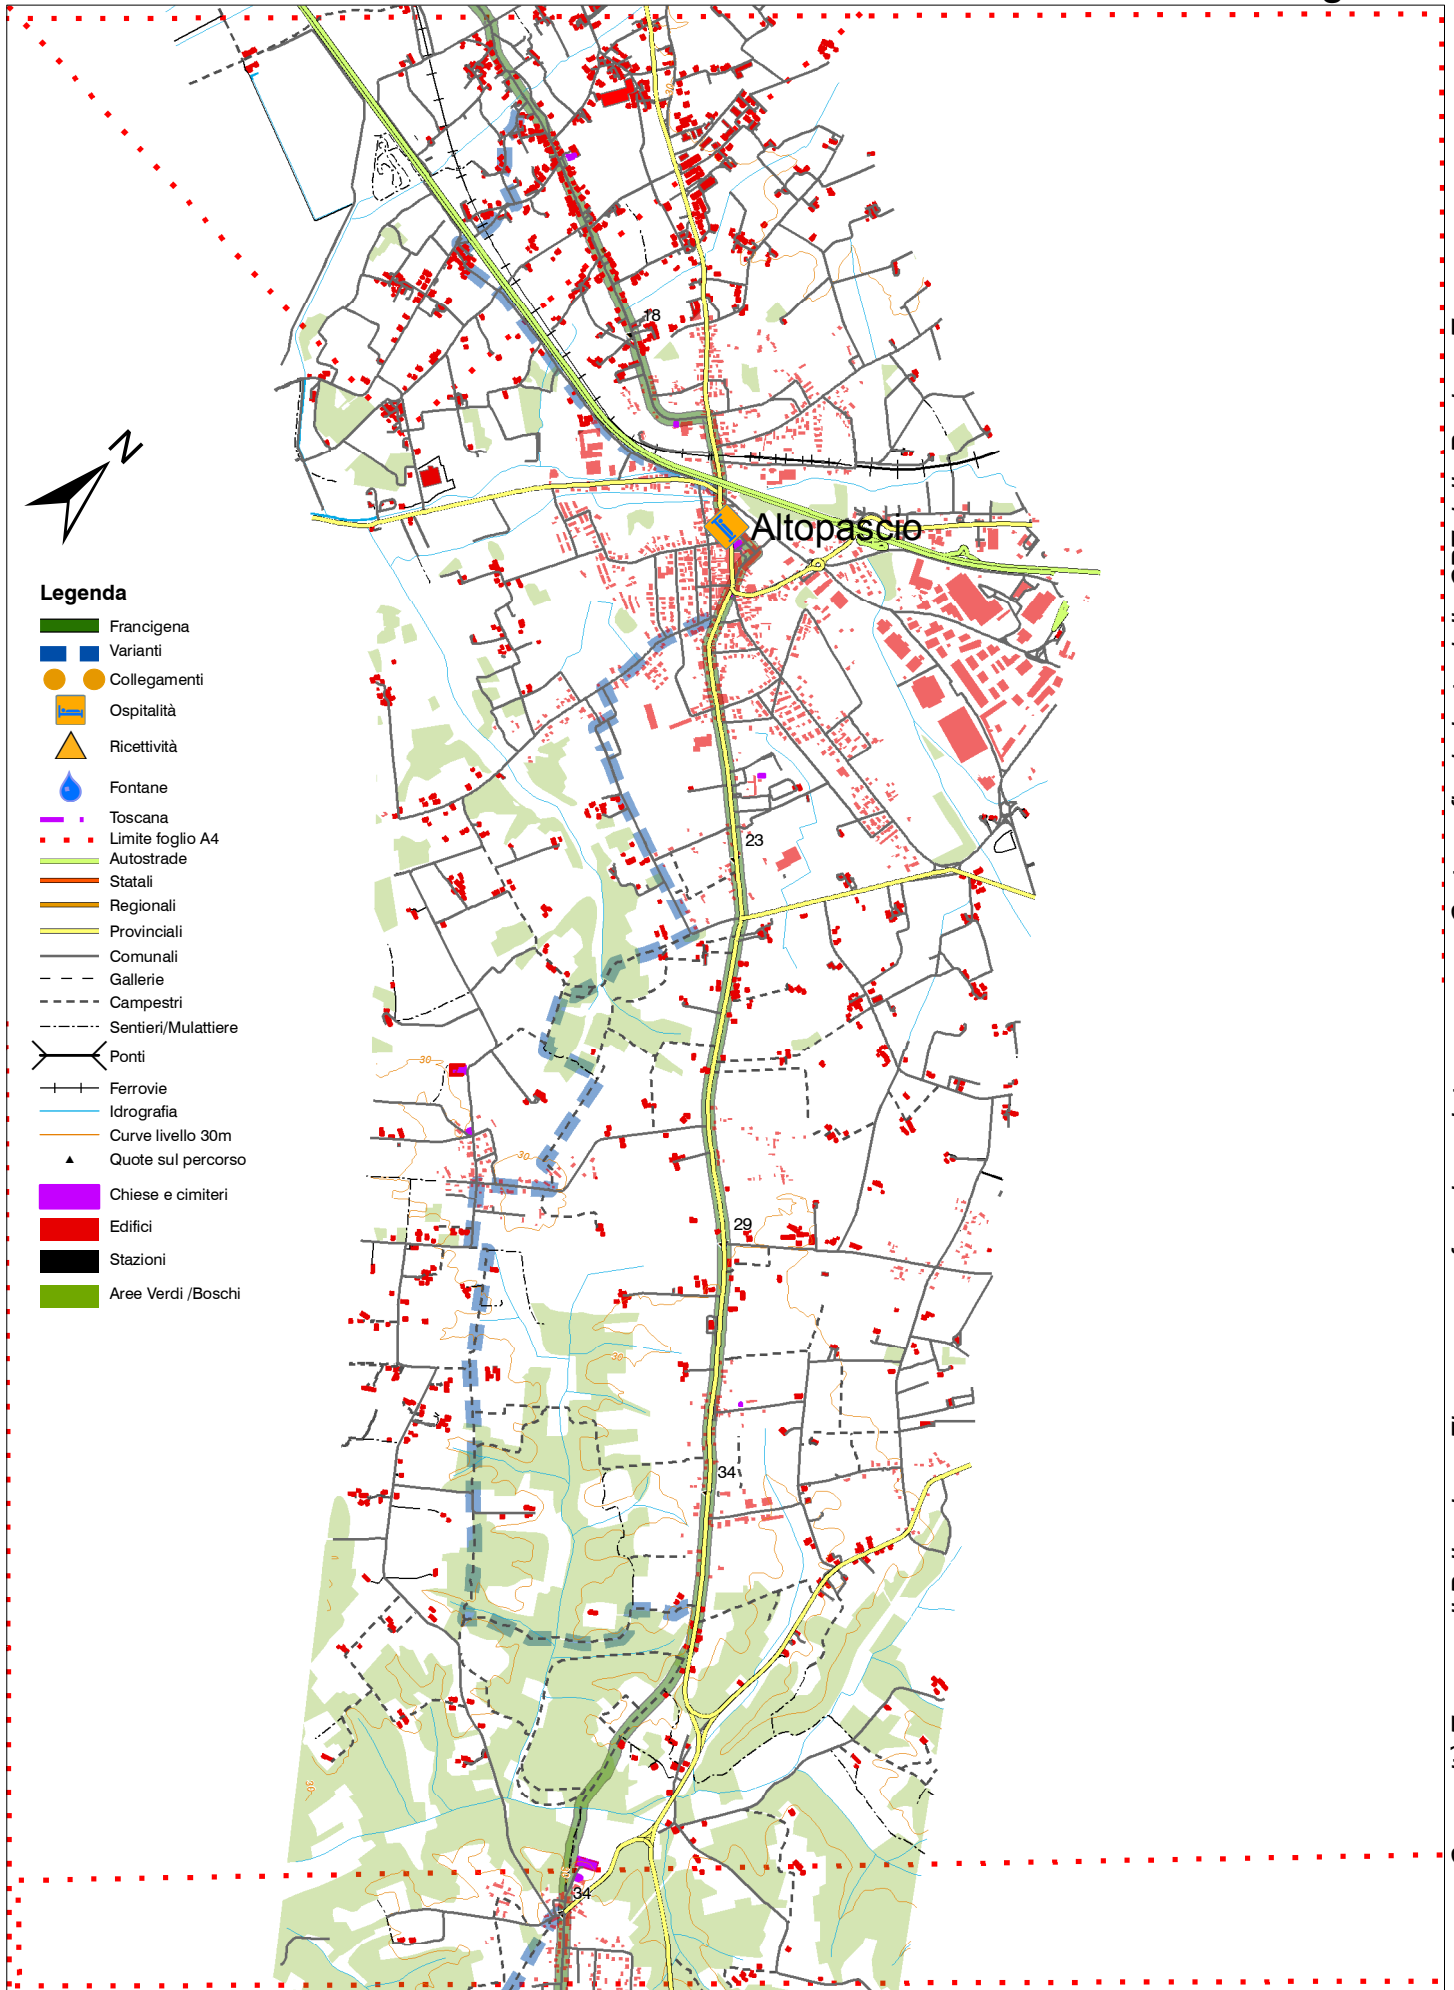 18
30
N
Altopascio
Legenda
Francigena
Varianti
Collegamenti
Ospitalità
Ricettività
Fontane
Toscana
Limite foglio A4
Autostrade
Statali
Regionali
Provinciali
Comunali
Gallerie
Campestri
Sentieri/Mulattiere
Ponti
Ferrovie
Idrografia
Curve livello 30m
Quote sul percorso
Chiese e cimiteri
Edifici
Stazioni
Aree Verdi /Boschi
23
30
30
29
30
34
30
34